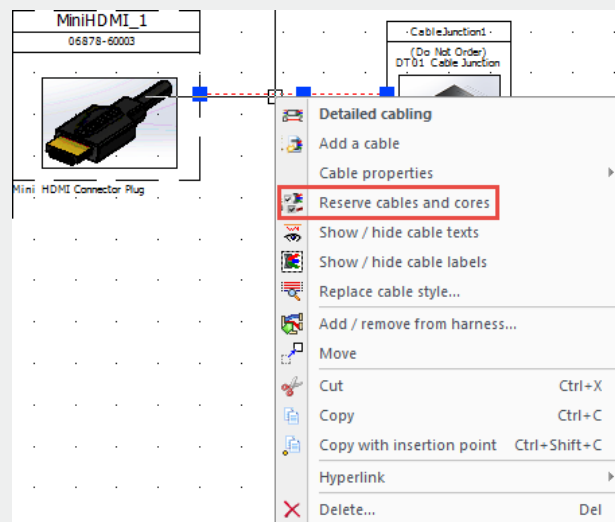 MiniHDMI_1
06878-60003
Mini HDMI Connector Plug
CableJunction1
(Do Not Order)
DT01 Cable Junction
Detailed cabling
Add a cable
Cable properties
Reserve cables and cores
Show / hide cable texts
Show / hide cable labels
Replace cable style...
Add / remove from harness...
Move
Cut Ctrl+X
Copy Ctrl+C
Copy with insertion point Ctrl+Shift+C
Hyperlink
Delete... Del